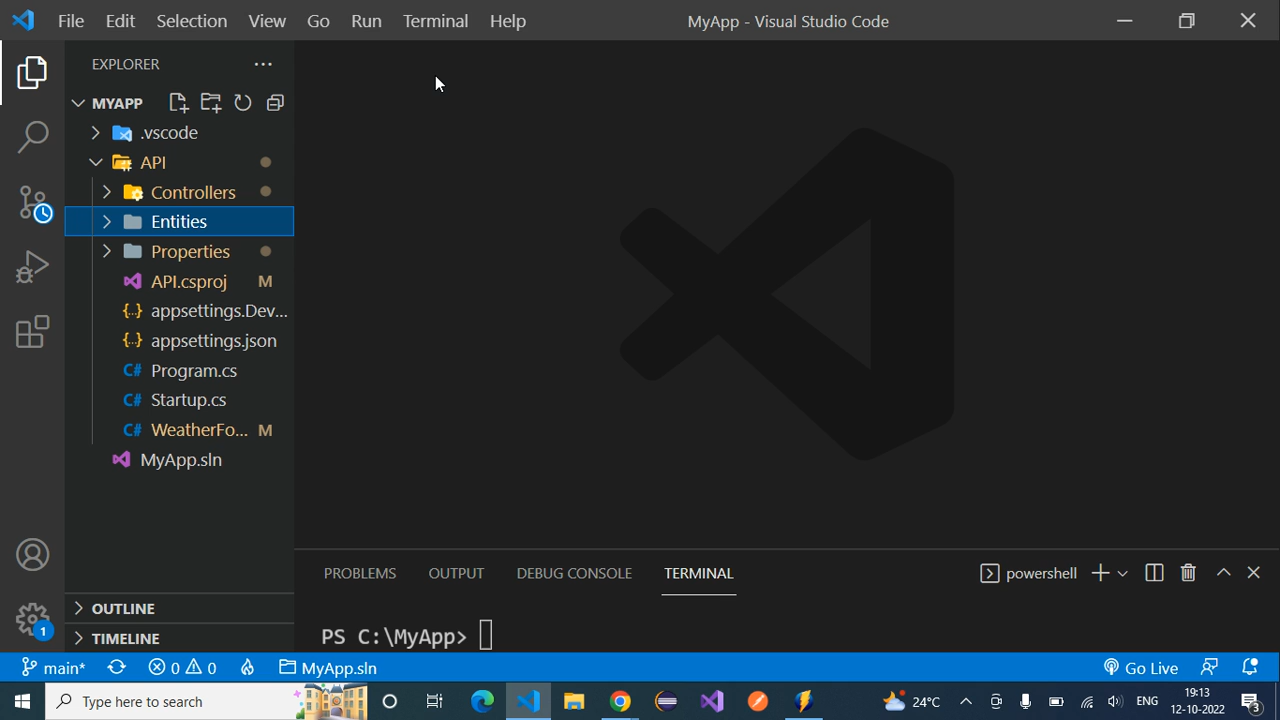 File Edit Selection View Go Run Terminal Help MyApp - Visual Studio Code
EXPLORER
MYAPP
.vscode
API
Controllers
Entities
Properties
API.csproj M
appsettings.Dev...
appsettings.json
C# Program.cs
C# Startup.cs
C# WeatherFo... M
MyApp.sln
OUTLINE
TIMELINE
PROBLEMS OUTPUT DEBUG CONSOLE TERMINAL powershell
PS C:\MyApp>
1
main* 0 0 MyApp.sln Go Live
Type here to search 24°C ENG 19:13
12-10-2022 3